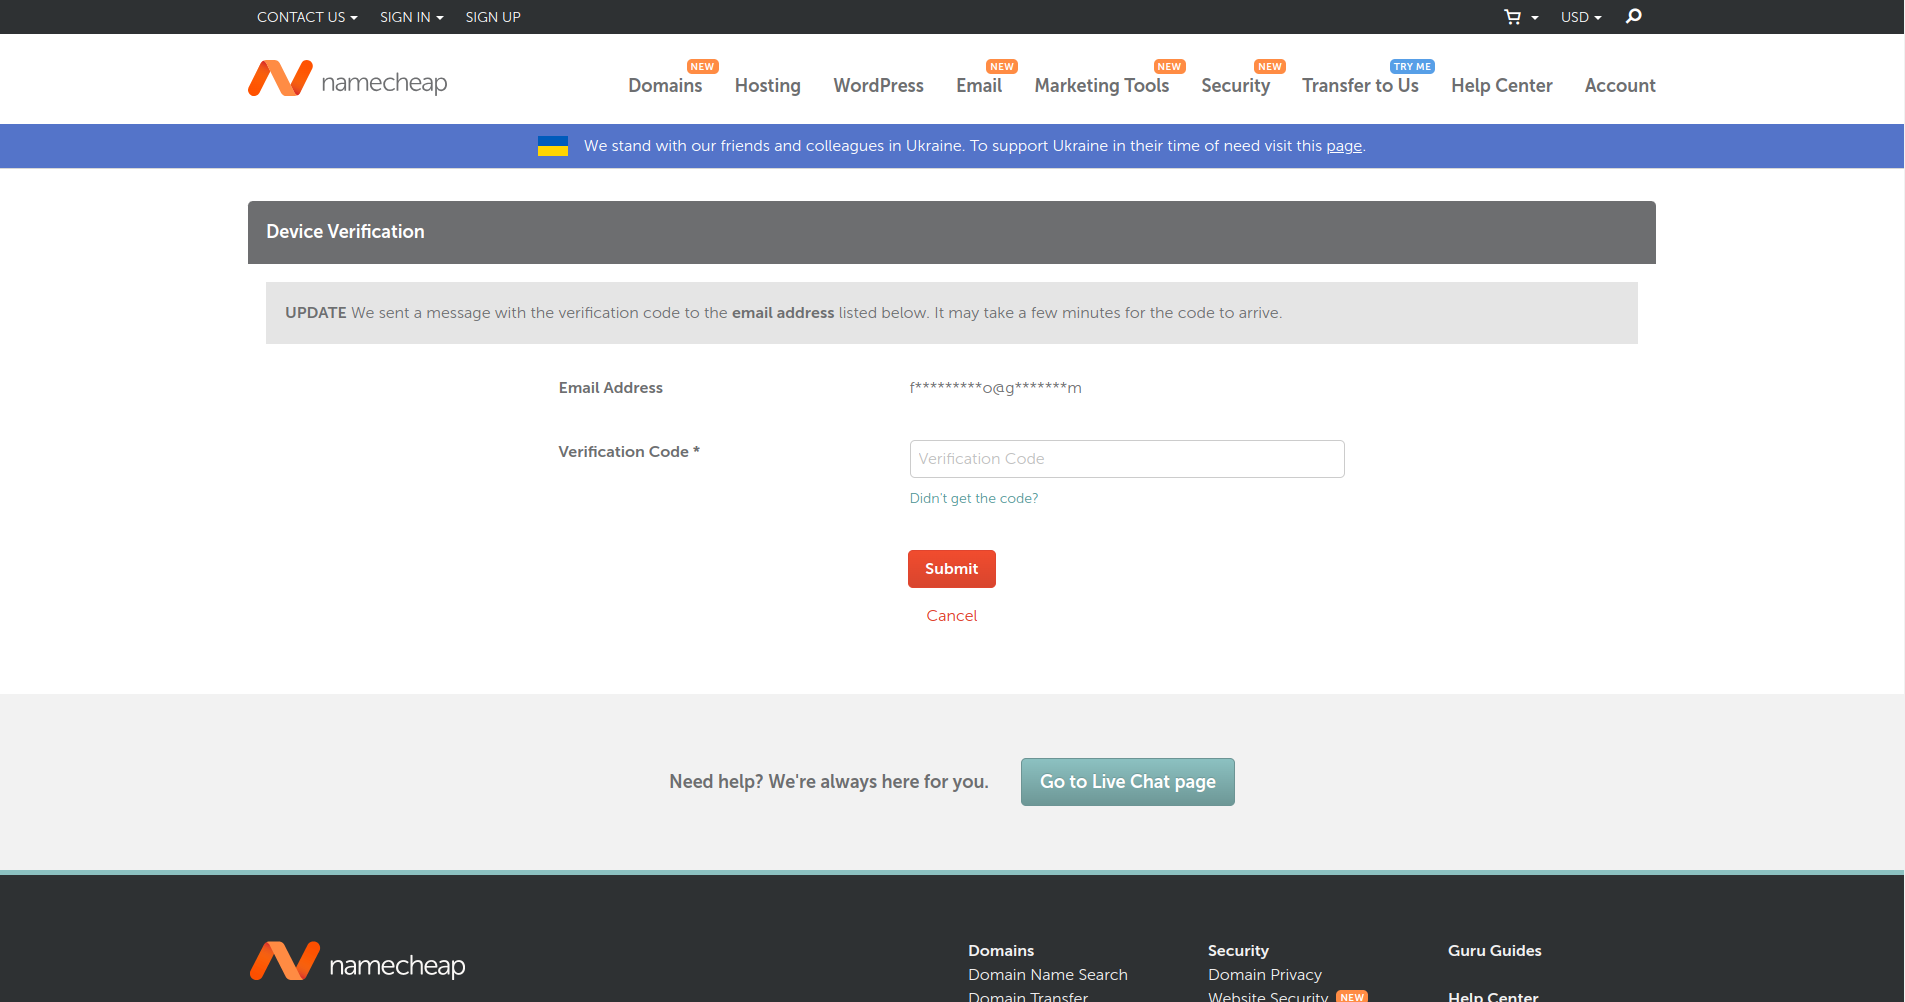 CONTACT US SIGN IN SIGN UP USD
namecheap
NEW NEW NEW NEW TRY ME
Domains Hosting WordPress Email Marketing Tools Security Transfer to Us Help Center Account
We stand with our friends and colleagues in Ukraine. To support Ukraine in their time of need visit this page.
Device Verification
UPDATE We sent a message with the verification code to the email address listed below. It may take a few minutes for the code to arrive.
Email Address f*********o@g*******m
Verification Code * Verification Code
Didn't get the code?
Submit
Cancel
Need help? We're always here for you. Go to Live Chat page
namecheap
Domains Security Guru Guides
Domain Name Search Domain Privacy
Domain Transfer Website Security NEW Help Center